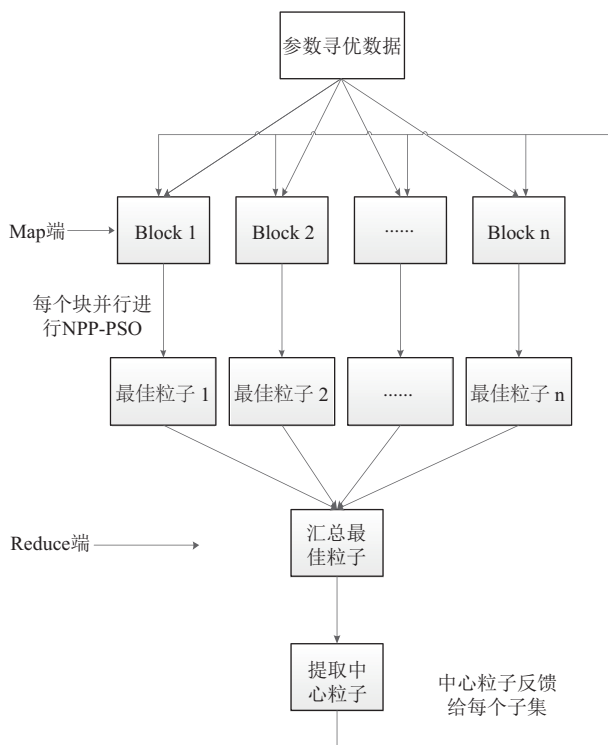 参数寻优数据
Map端
Block 1
Block 2
......
Block n
每个块并行进
行NPP-PSO
最佳粒子 1
最佳粒子 2
......
最佳粒子 n
Reduce端
汇总最
佳粒子
提取中
心粒子
中心粒子反馈
给每个子集